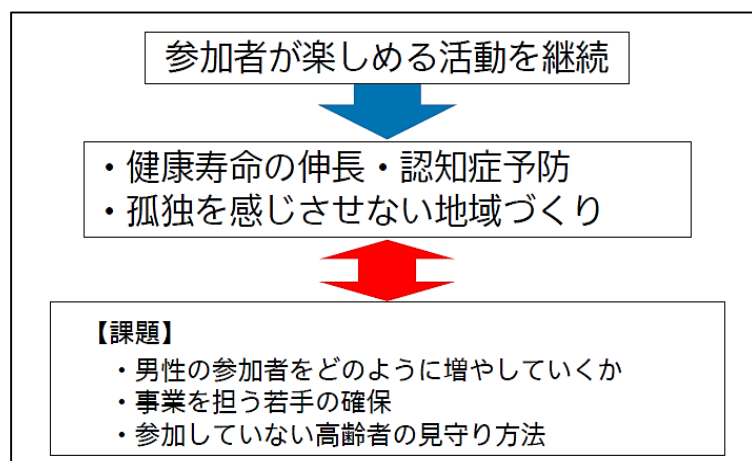 参加者が楽しめる活動を継続
・健康寿命の伸長・認知症予防
・孤独を感じさせない地域づくり
【課題】
・男性の参加者をどのように増やしていくか
・事業を担う若手の確保
・参加していない高齢者の見守り方法